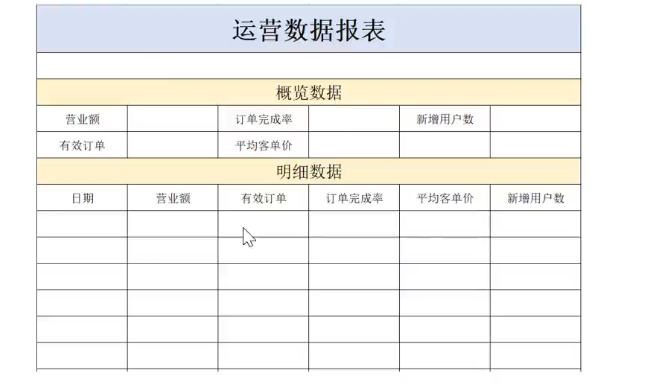 运营数据报表
概览数据
营业额 订单完成率 新增用户数
有效订单 平均客单价
明细数据
日期 营业额 有效订单 订单完成率 平均客单价 新增用户数